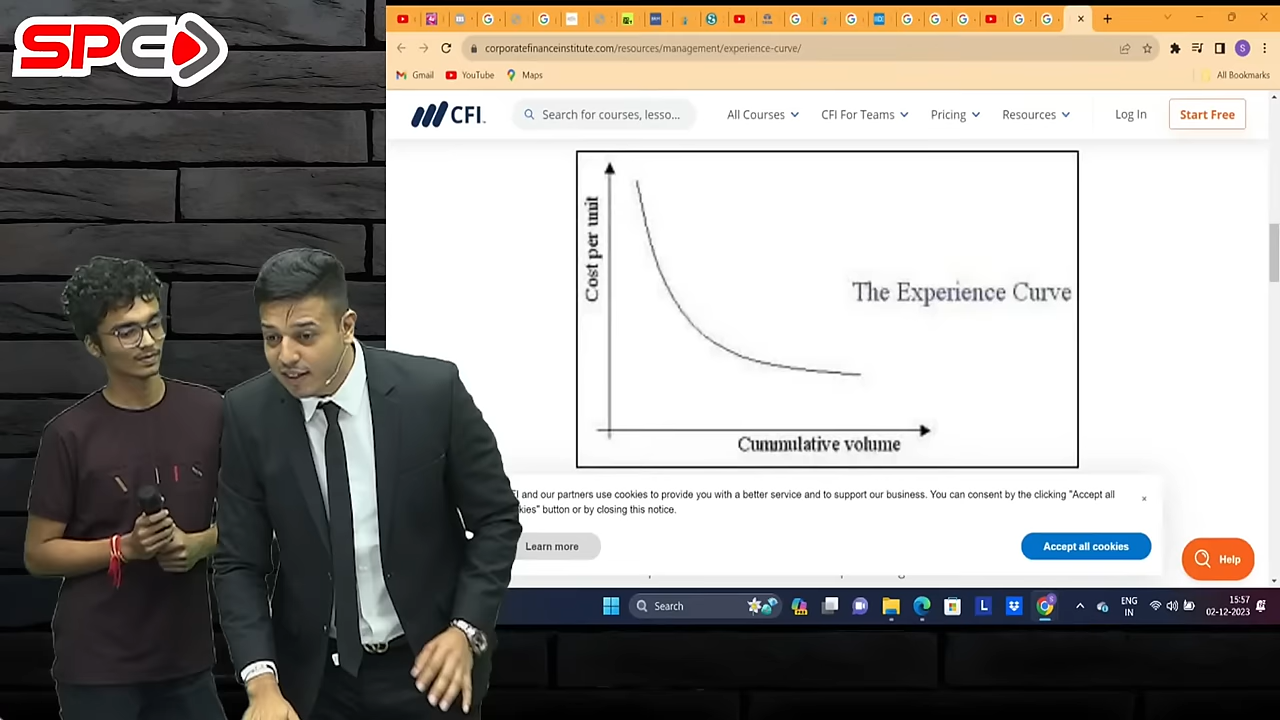 SPC
corporatefinanceinstitute.com/resources/management/experience-curve/
S
Gmail
YouTube
Maps
All Bookmarks
CFI.
Search for courses, lesso...
All Courses
CFI For Teams
Pricing
Resources
Log In
Start Free
Cost per unit
The Experience Curve
Cummulative volume
FI and our partners use cookies to provide you with a better service and to support our business. You can consent by the clicking "Accept all
okies" button or by closing this notice.
Learn more
Accept all cookies
Help
Search
L
ENG
IN
15:57
02-12-2023